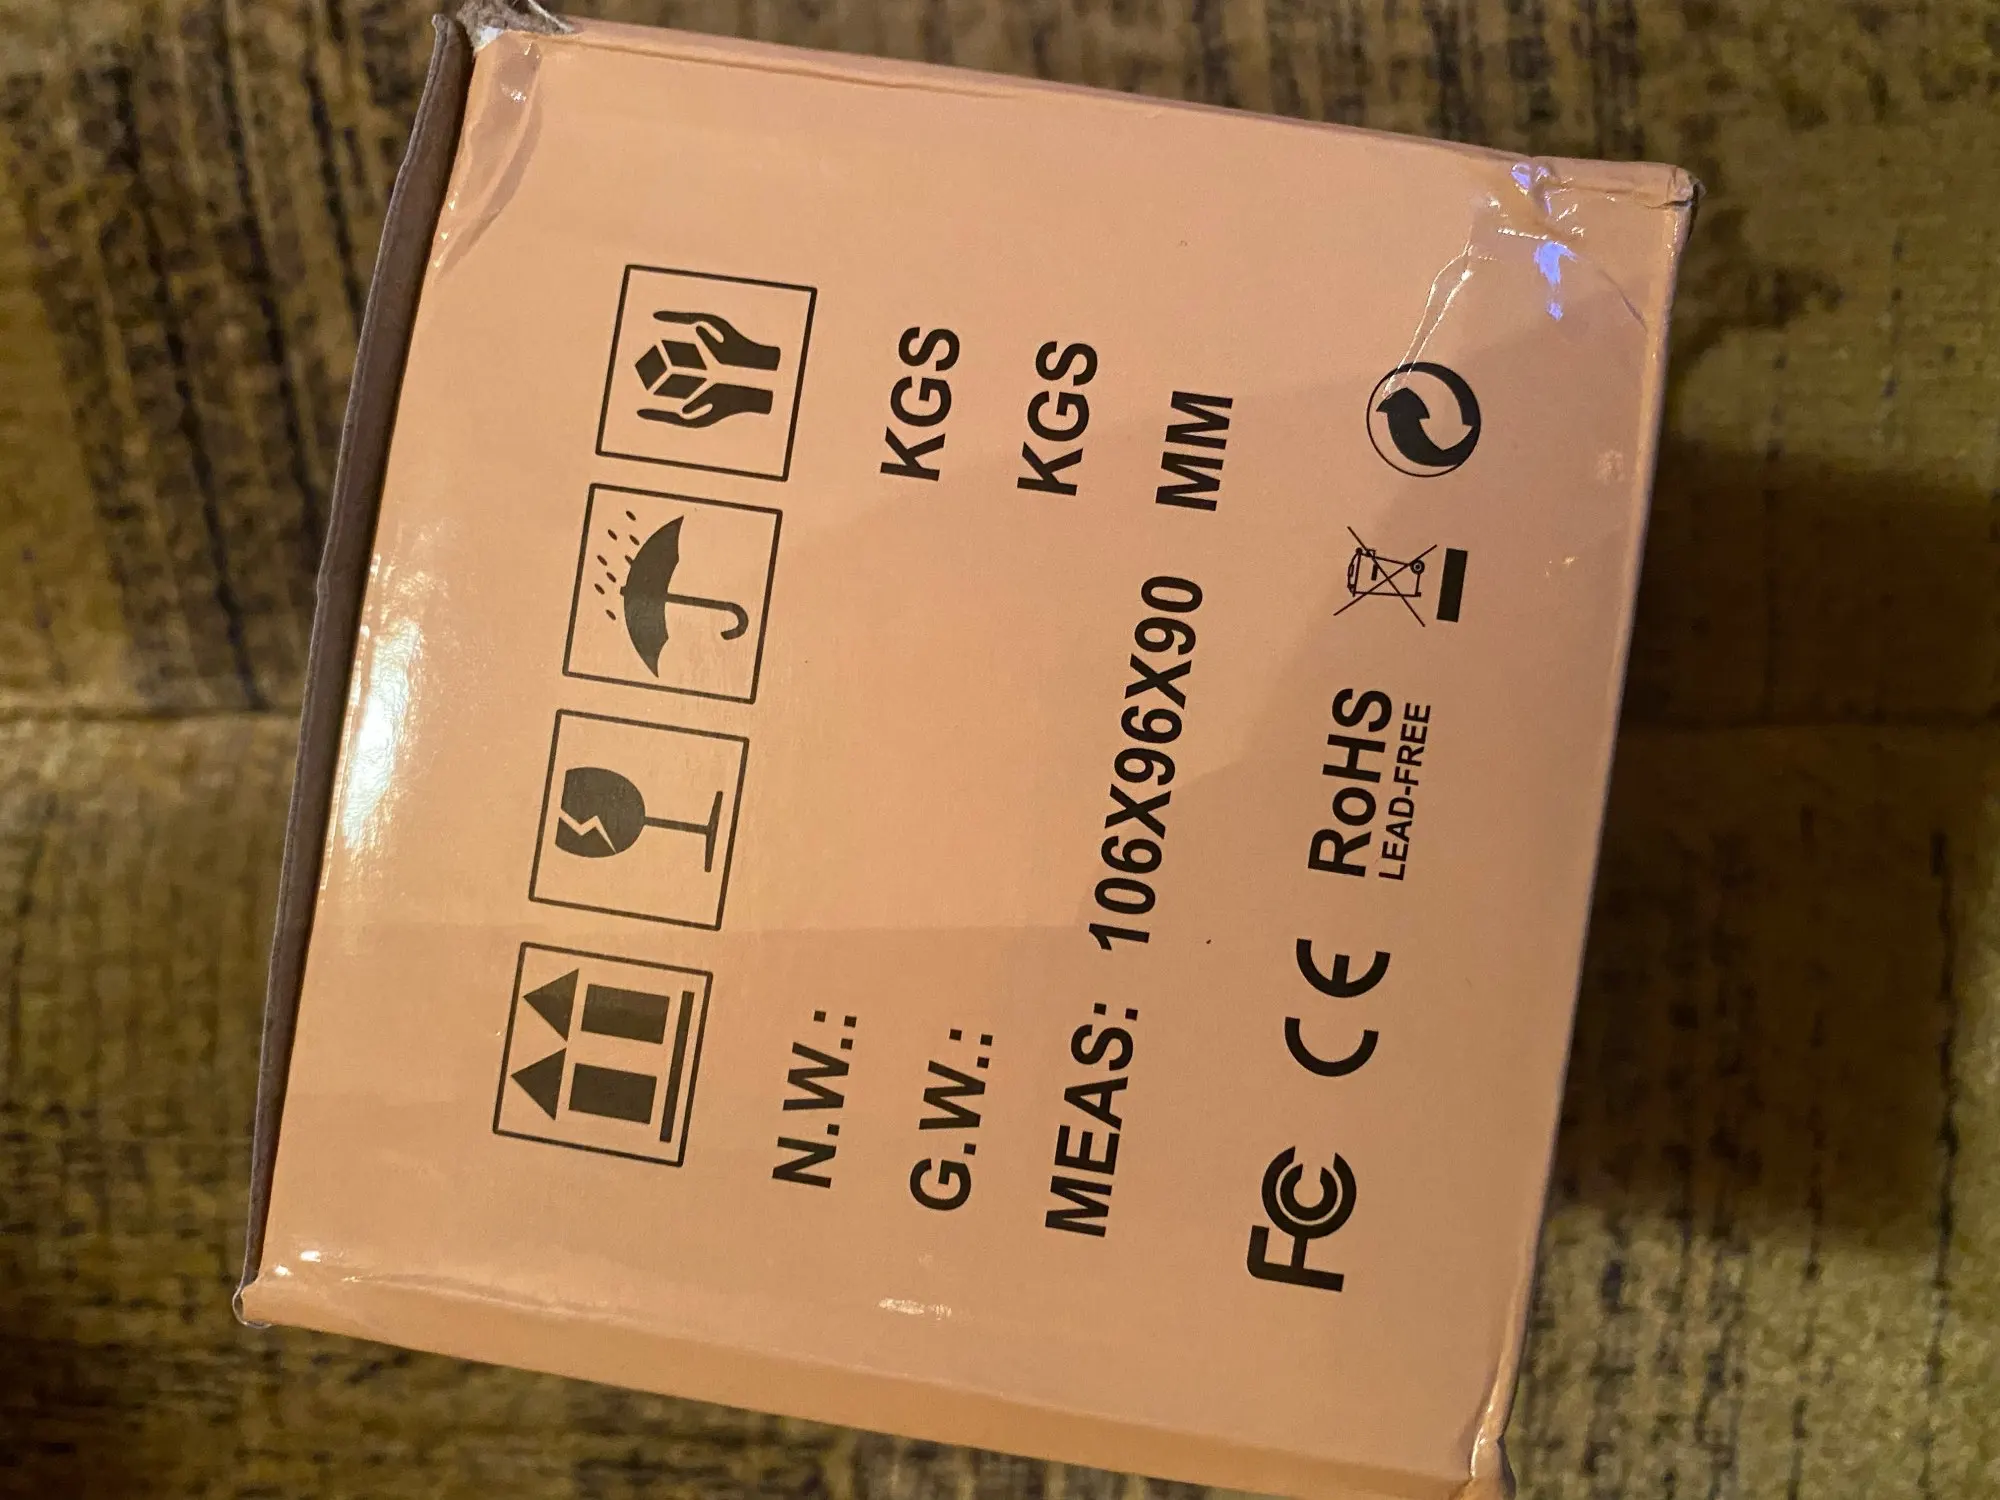 N.W.: KGS
G.W.: KGS
MEAS: 106X96X90 MM
FC CE RoHS
LEAD-FREE